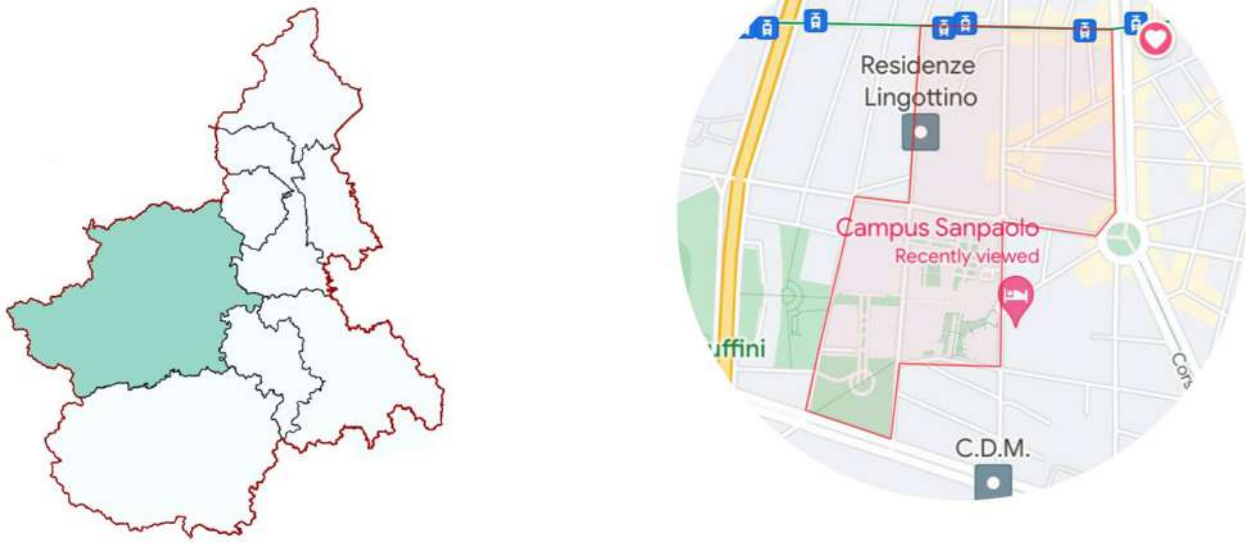 Residenze
Lingottino
Campus Sanpaolo
Recently viewed
uffini
Cors
C.D.M.